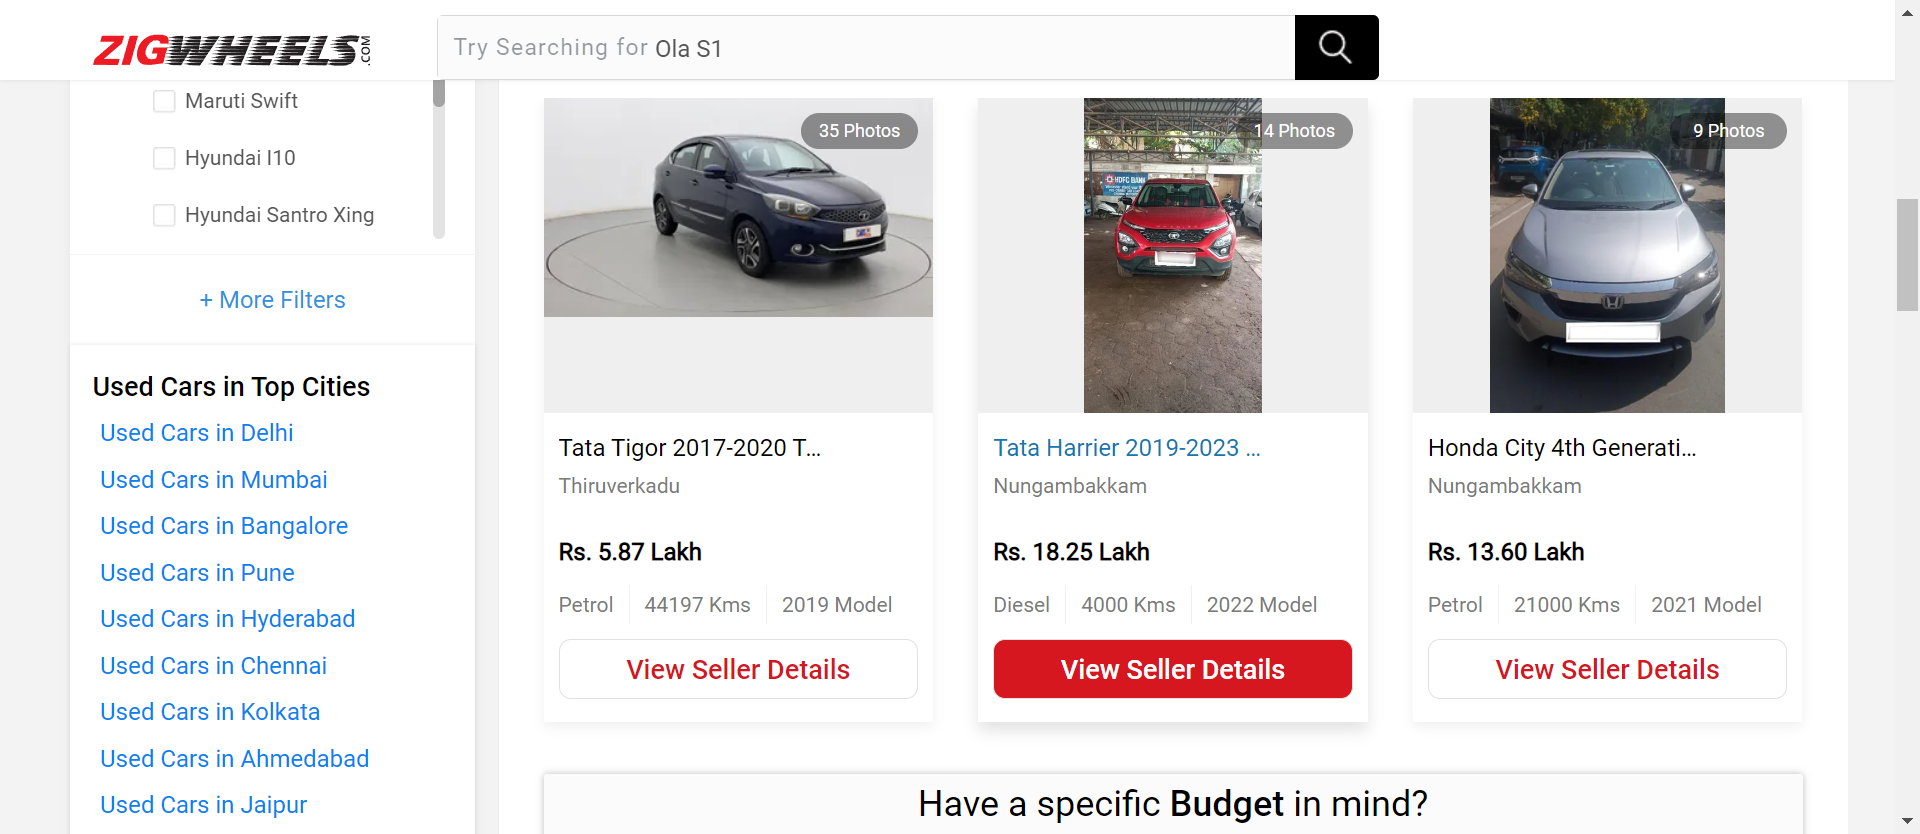 ZIGWHEELS.COM
Try Searching for Ola S1
Maruti Swift
Hyundai I10
Hyundai Santro Xing
+ More Filters
Used Cars in Top Cities
Used Cars in Delhi
Used Cars in Mumbai
Used Cars in Bangalore
Used Cars in Pune
Used Cars in Hyderabad
Used Cars in Chennai
Used Cars in Kolkata
Used Cars in Ahmedabad
Used Cars in Jaipur
35 Photos
Tata Tigor 2017-2020 T...
Thiruverkadu
Rs. 5.87 Lakh
Petrol 44197 Kms 2019 Model
View Seller Details
14 Photos
HDFC BANK
Tata Harrier 2019-2023 ...
Nungambakkam
Rs. 18.25 Lakh
Diesel 4000 Kms 2022 Model
View Seller Details
9 Photos
Honda City 4th Generati...
Nungambakkam
Rs. 13.60 Lakh
Petrol 21000 Kms 2021 Model
View Seller Details
Have a specific Budget in mind?